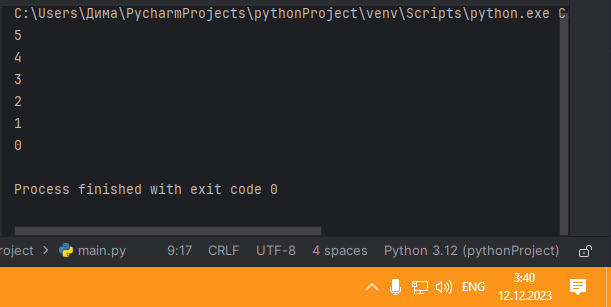 C:\Users\Дима\PycharmProjects\pythonProject\venv\Scripts\python.exe C
5
4
3
2
1
0
Process finished with exit code 0
roject > main.py 9:17 CRLF UTF-8 4 spaces Python 3.12 (pythonProject)
ENG 3:40
12.12.2023